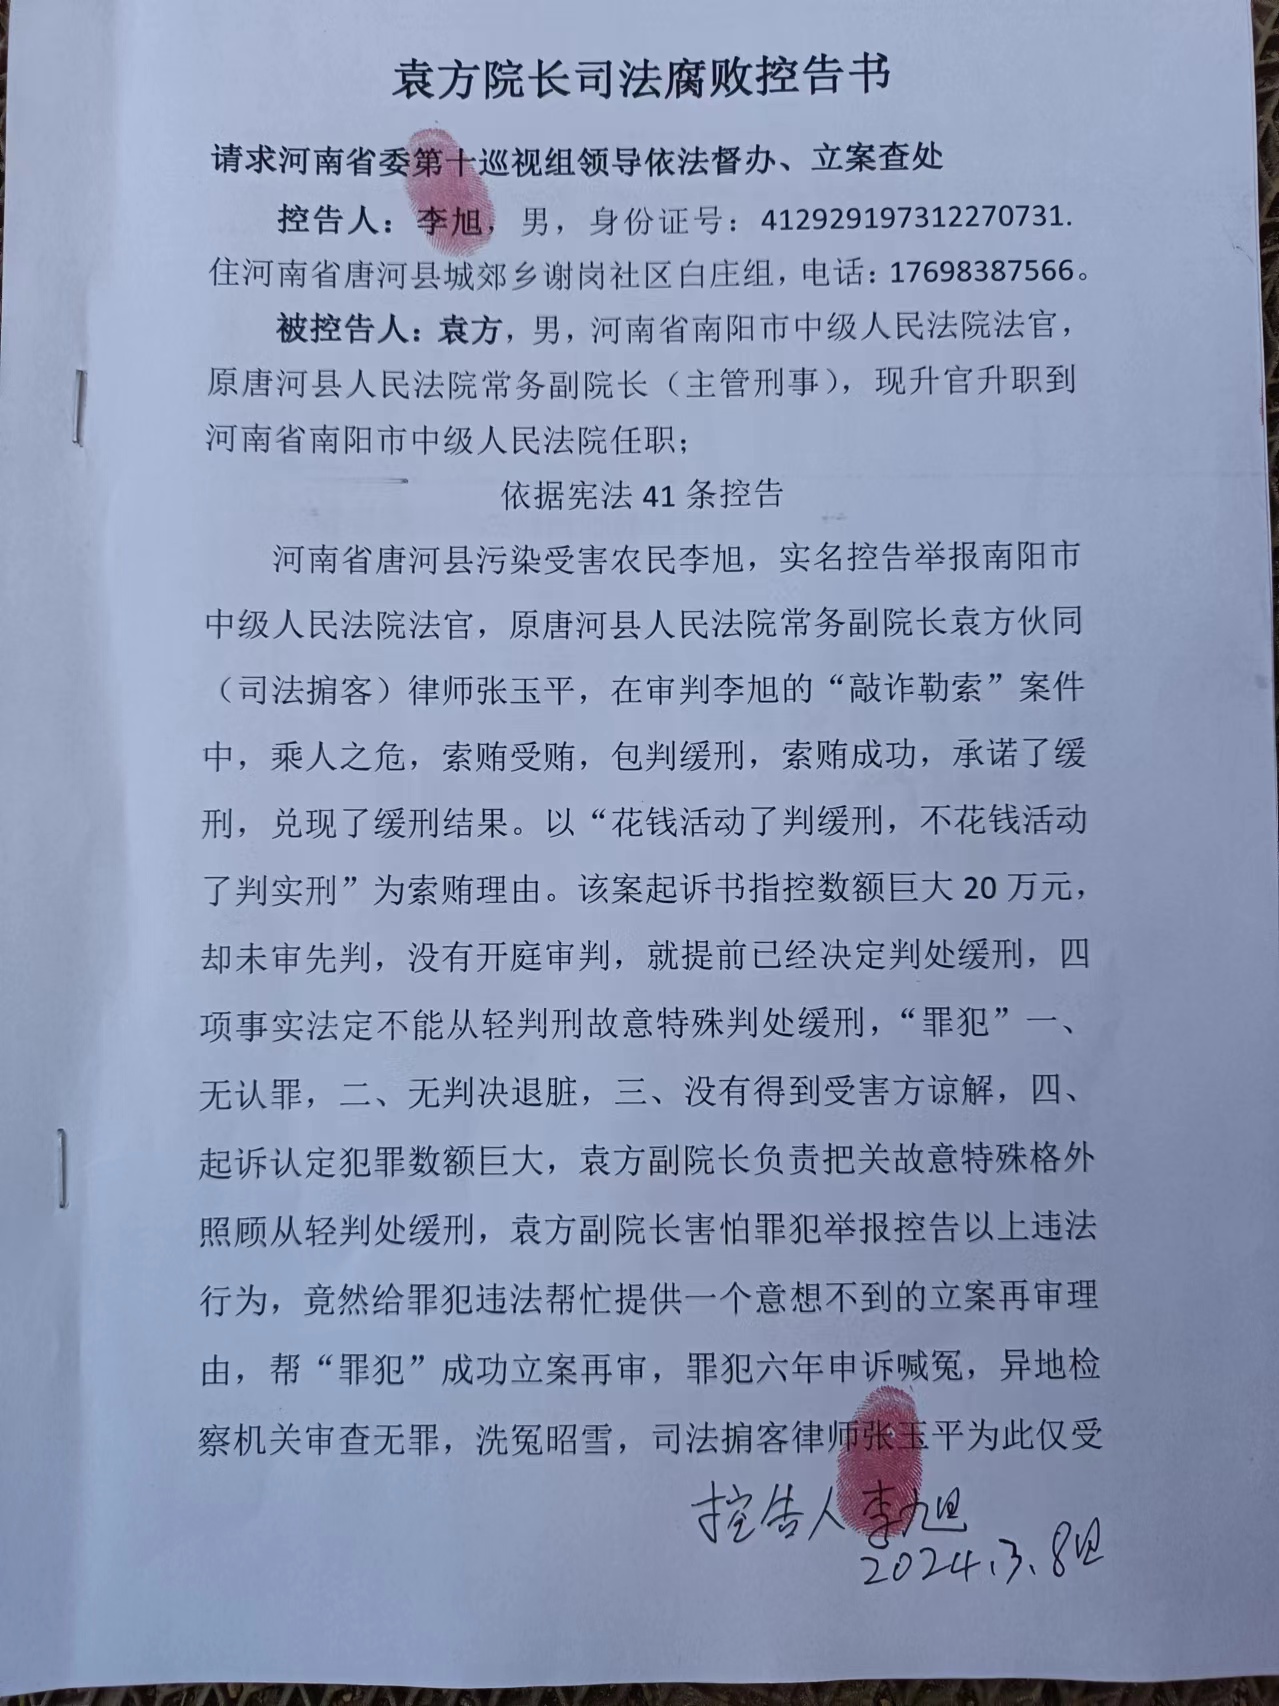 袁方院长司法腐败控告书
请求河南省委第十巡视组领导依法督办、立案查处
控告人：李旭，男，身份证号：412929197312270731.
住河南省唐河县城郊乡谢岗社区白庄组，电话：17698387566。
被控告人：袁方，男，河南省南阳市中级人民法院法官，
原唐河县人民法院常务副院长（主管刑事），现升官升职到
河南省南阳市中级人民法院任职；
依据宪法 41 条控告
河南省唐河县污染受害农民李旭，实名控告举报南阳市
中级人民法院法官，原唐河县人民法院常务副院长袁方伙同
（司法掮客）律师张玉平，在审判李旭的“敲诈勒索”案件
中，乘人之危，索贿受贿，包判缓刑，索贿成功，承诺了缓
刑，兑现了缓刑结果。以“花钱活动了判缓刑，不花钱活动
了判实刑”为索贿理由。该案起诉书指控数额巨大 20 万元，
却未审先判，没有开庭审判，就提前已经决定判处缓刑，四
项事实法定不能从轻判刑故意特殊判处缓刑，“罪犯”一、
无认罪，二、无判决退脏，三、没有得到受害方谅解，四、
起诉认定犯罪数额巨大，袁方副院长负责把关故意特殊格外
照顾从轻判处缓刑，袁方副院长害怕罪犯举报控告以上违法
行为，竟然给罪犯违法帮忙提供一个意想不到的立案再审理
由，帮“罪犯”成功立案再审，罪犯六年申诉喊冤，异地检
察机关审查无罪，洗冤昭雪，司法掮客律师张玉平为此仅受
控告人 李旭
2024.3.8日